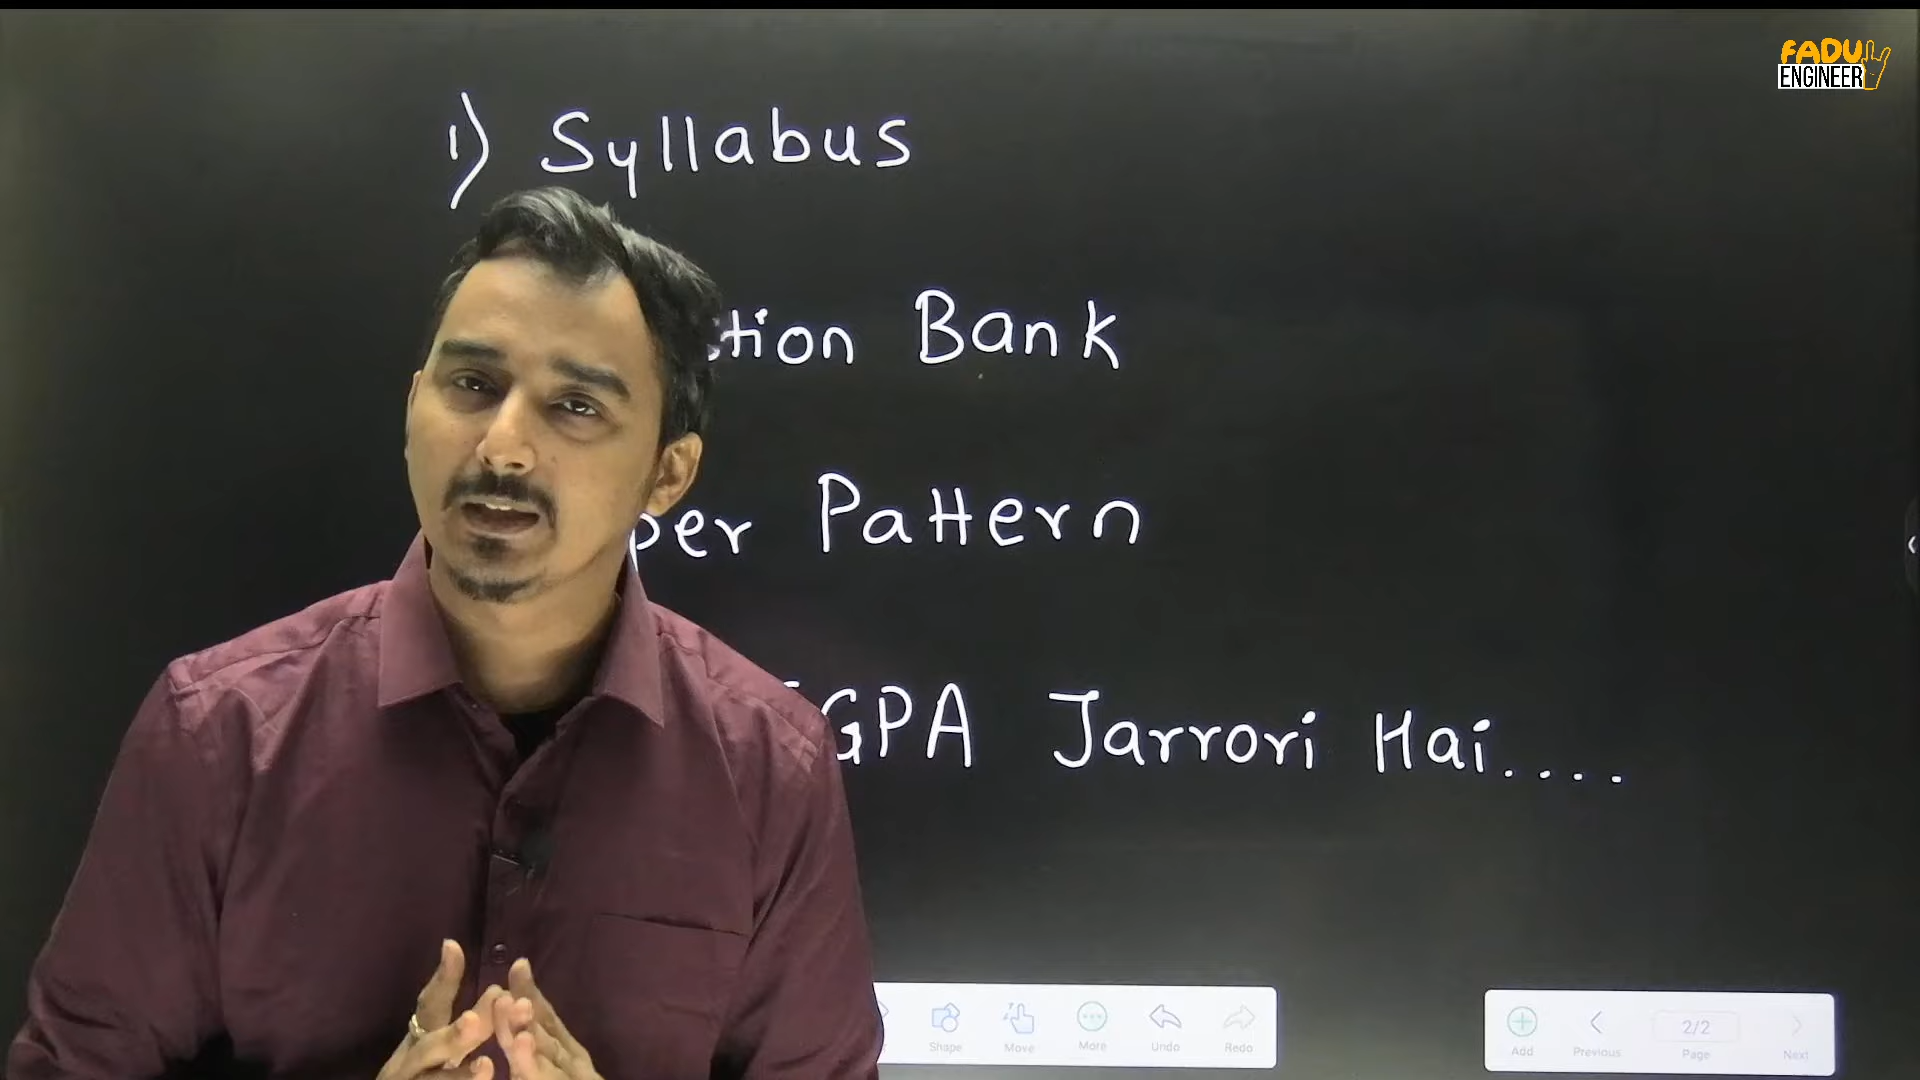 FADU
ENGINEER
1) Syllabus
tion Bank
per Pattern
GPA Jarrori Hai....
Shape Move More Undo Redo
Add Previous 2/2 Page Next